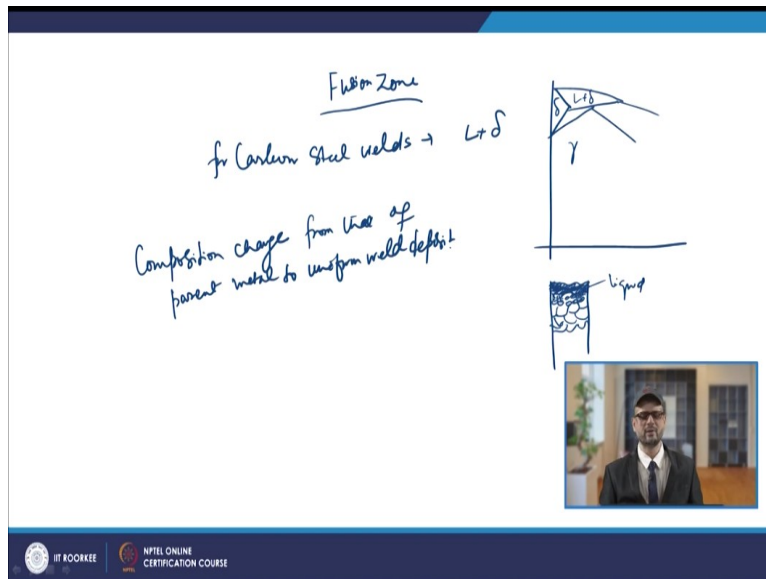 Fusion Zone
for Carbon Steel welds → L+δ
Composition change from that of
parent metal to uniform weld deposit.
δ L+δ
γ
liquid
IIT ROORKEE
NPTEL ONLINE
CERTIFICATION COURSE